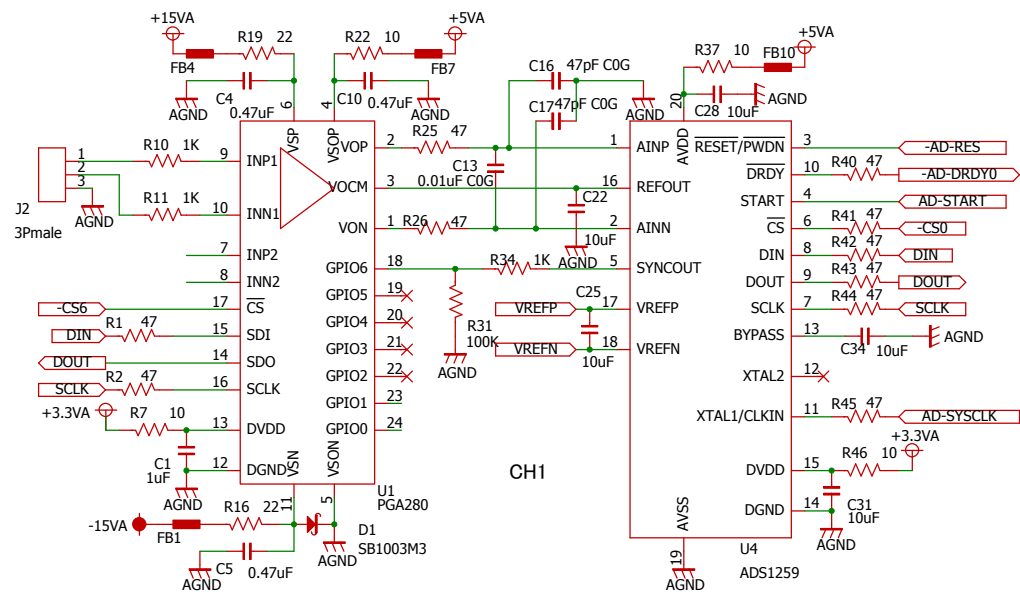 +15VA
R19 22
FB4
C4
0.47uF
AGND
+5VA
R22 10
FB7
C10
0.47uF
AGND
C16 47pF C0G
C17 47pF C0G
AGND
+5VA
R37 10 FB10
C28 10uF
AGND
J2
3Pmale
1
2
3
AGND
R10 1K
R11 1K
6
VSP
4
VSOP
9 INP1
10 INN1
7 INP2
8 INN2
17 CS
15 SDI
14 SDO
16 SCLK
13 DVDD
12 DGND
VSN
11
VSON
5
VOP 2
VOCM 3
VON 1
GPIO6 18
GPIO5 19
GPIO4 20
GPIO3 21
GPIO2 22
GPIO1 23
GPIO0 24
U1
PGA280
-CS6
DIN R1 47
DOUT
SCLK R2 47
+3.3VA
R7 10
C1
1uF
AGND
-15VA
FB1
R16 22
C5
0.47uF
AGND
D1
SB1003M3
AGND
R25 47
C13
0.01uF C0G
R26 47
C22
10uF
AGND
R34 1K
R31
100K
AGND
VREFP
VREFN
C25
10uF
CH1
20
AVDD
1 AINP
16 REFOUT
2 AINN
5 SYNCOUT
17 VREFP
18 VREFN
AVSS
19
AGND
RESET/PWDN 3 -AD-RES
DRDY 10 R40 47 -AD-DRDY0
START 4 AD-START
CS 6 R41 47 -CS0
DIN 8 R42 47 DIN
DOUT 9 R43 47 DOUT
SCLK 7 R44 47 SCLK
BYPASS 13
C34 10uF
AGND
XTAL2 12
XTAL1/CLKIN 11 R45 47 AD-SYSCLK
+3.3VA
DVDD 15 R46 10
C31
10uF
DGND 14
AGND
U4
ADS1259